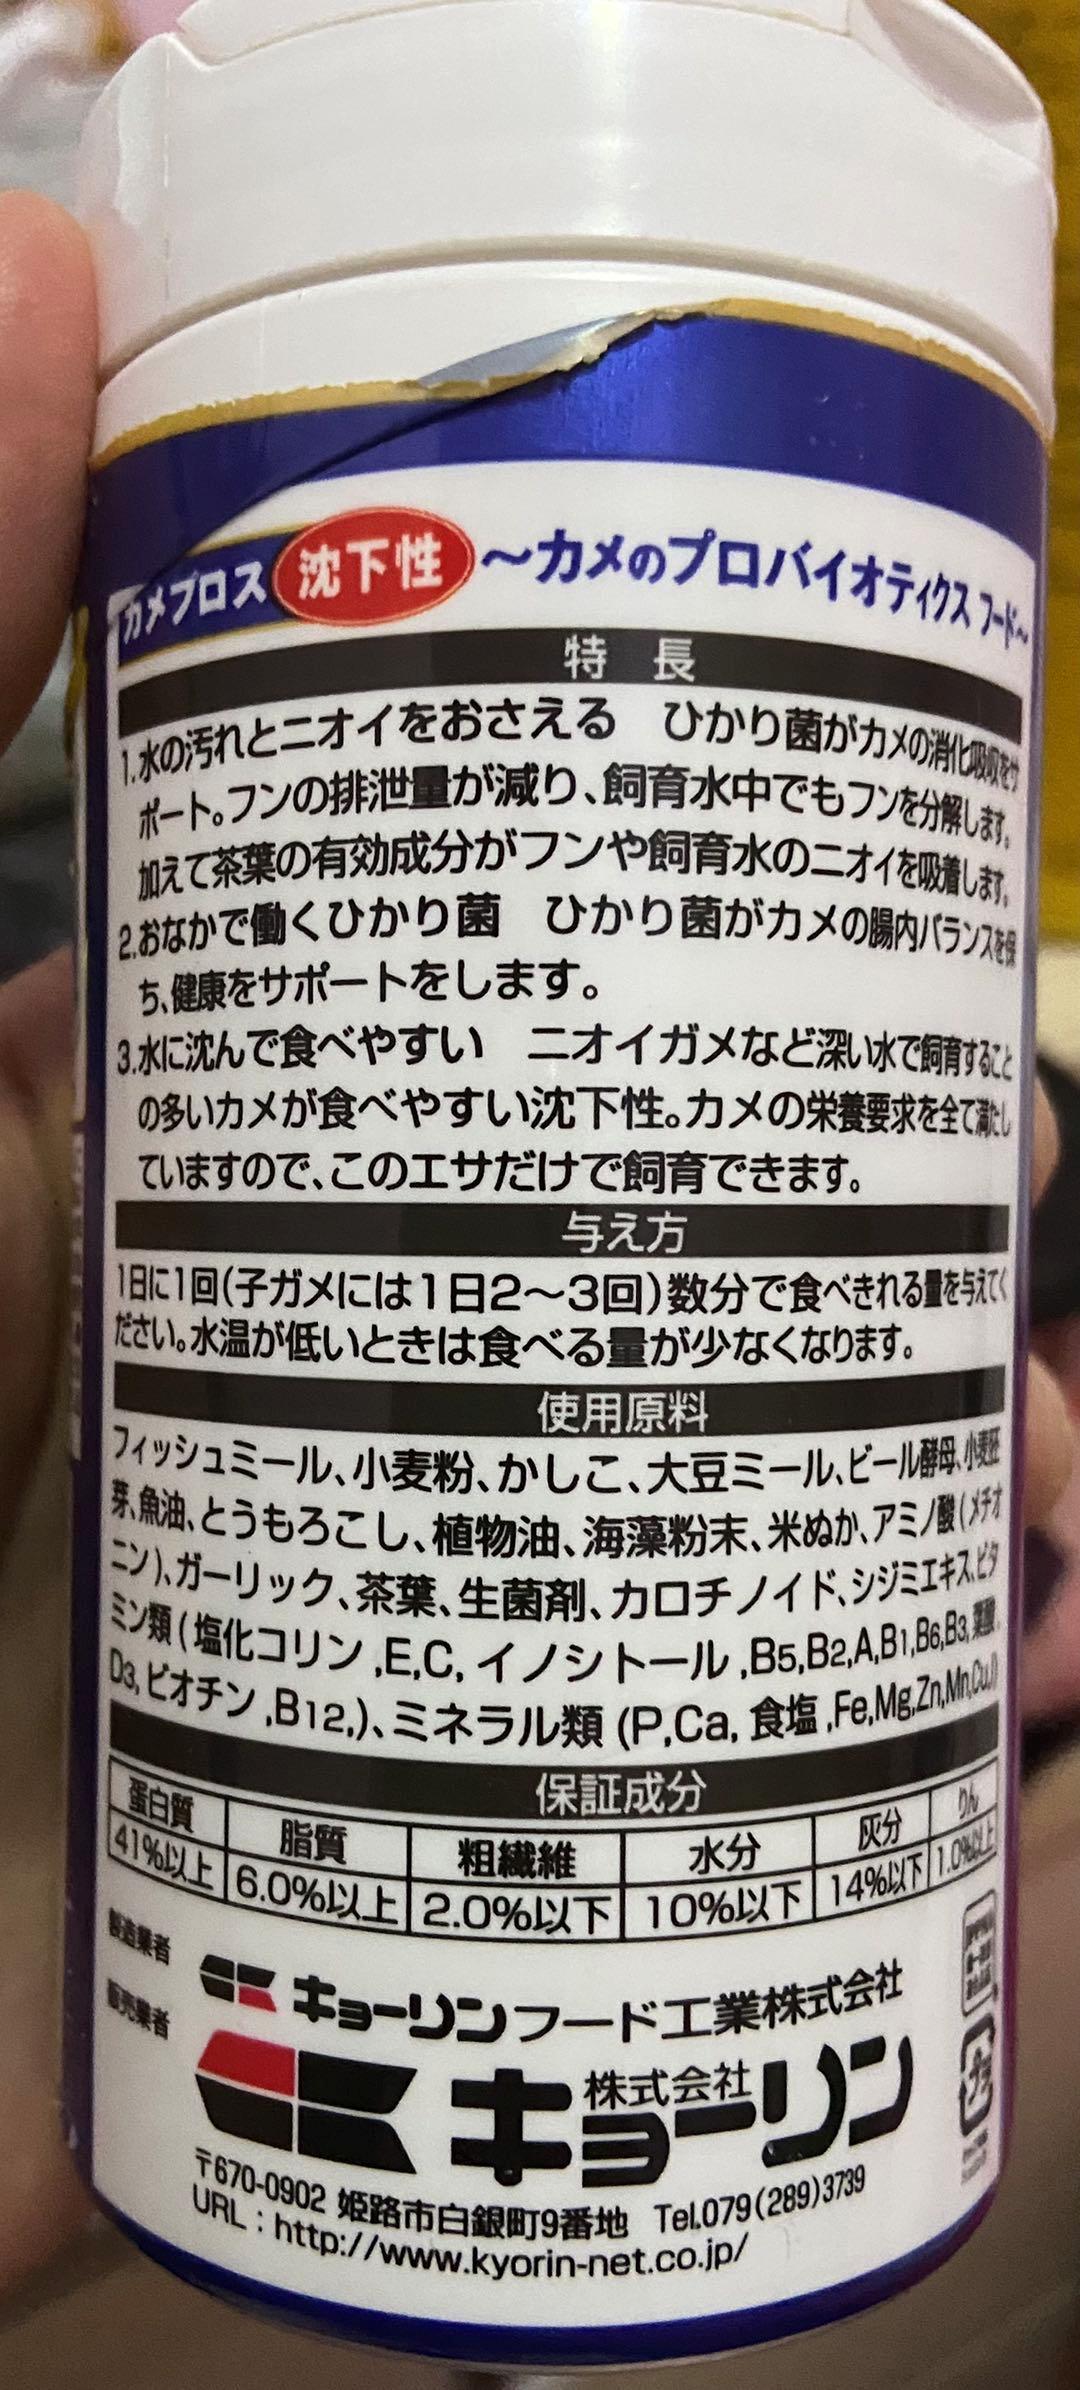 カメプロス 沈下性 〜カメのプロバイオティクス フード〜
特長
1.水の汚れとニオイをおさえる ひかり菌がカメの消化吸収をサ
ポート。フンの排泄量が減り、飼育水中でもフンを分解します。
加えて茶葉の有効成分がフンや飼育水のニオイを吸着します。
2.おなかで働くひかり菌 ひかり菌がカメの腸内バランスを保
ち、健康をサポートをします。
3.水に沈んで食べやすい ニオイガメなど深い水で飼育すること
の多いカメが食べやすい沈下性。カメの栄養要求を全て満たし
ていますので、このエサだけで飼育できます。
与え方
1日に1回(子ガメには1日2〜3回)数分で食べきれる量を与えてく
ださい。水温が低いときは食べる量が少なくなります。
使用原料
フィッシュミール、小麦粉、かしこ、大豆ミール、ビール酵母、小麦胚
芽、魚油、とうもろこし、植物油、海藻粉末、米ぬか、アミノ酸(メチオ
ニン)、ガーリック、茶葉、生菌剤、カロチノイド、シジミエキス、ビタ
ミン類(塩化コリン,E,C,イノシトール,B5,B2,A,B1,B6,B3,葉酸,
D3,ビオチン,B12,)、ミネラル類(P,Ca,食塩,Fe,Mg,Zn,Mn,Cu,I)
保証成分
蛋白質 脂質 粗繊維 水分 灰分 りん
41%以上 6.0%以上 2.0%以下 10%以下 14%以下 1.0%以上
製造業者 キョーリンフード工業株式会社
販売業者 株式会社キョーリン
〒670-0902 姫路市白銀町9番地 Tel.079(289)3739
URL:http://www.kyorin-net.co.jp/
プラ